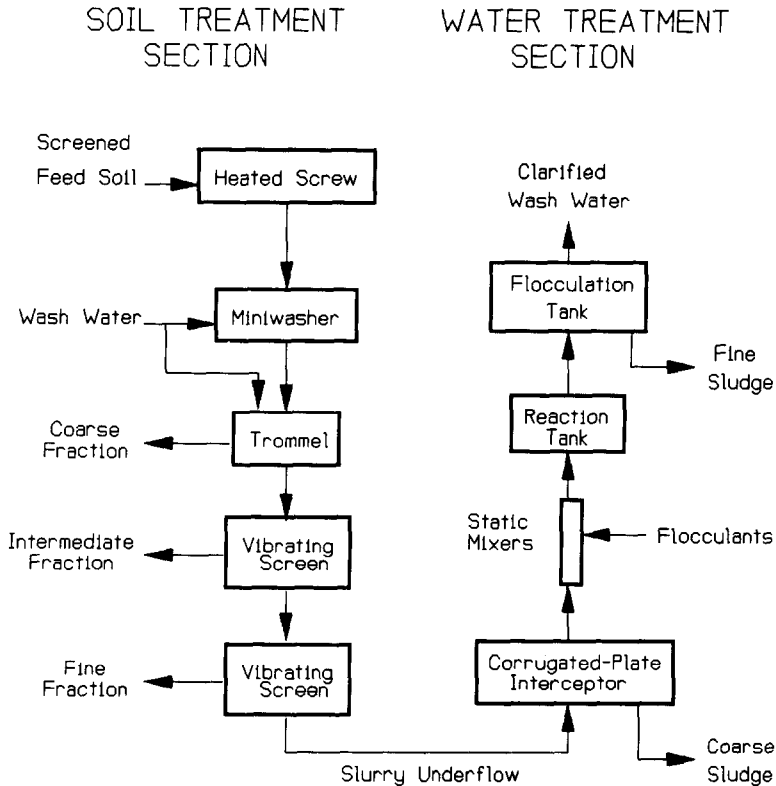 SOIL TREATMENT
SECTION
WATER TREATMENT
SECTION
Screened
Feed Soil
Heated Screw
Wash Water
Miniwasher
Coarse
Fraction
Trommel
Intermediate
Fraction
Vibrating
Screen
Fine
Fraction
Vibrating
Screen
Slurry Underflow
Clarified
Wash Water
Flocculation
Tank
Fine
Sludge
Reaction
Tank
Static
Mixers
Flocculants
Corrugated-Plate
Interceptor
Coarse
Sludge